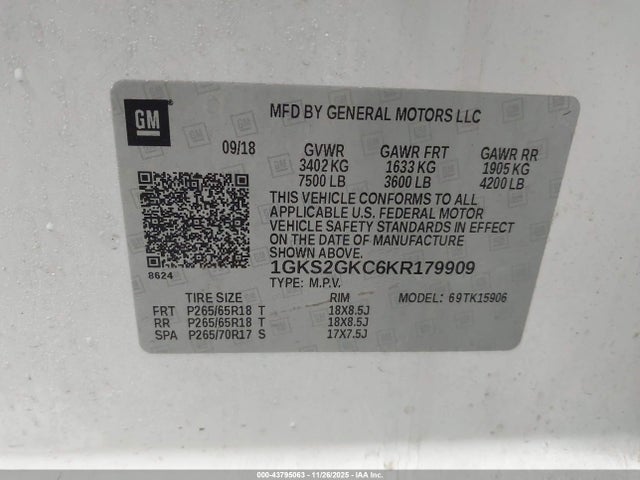 GM
MFD BY GENERAL MOTORS LLC
09/18 GVWR GAWR FRT GAWR RR
3402 KG 1633 KG 1905 KG
7500 LB 3600 LB 4200 LB
THIS VEHICLE CONFORMS TO ALL
APPLICABLE U.S. FEDERAL MOTOR
VEHICLE SAFETY STANDARDS IN EFFECT
ON THE DATE OF MANUFACTURE
SHOWN ABOVE.
8624
1GKS2GKC6KR179909
TYPE: M.P.V.
TIRE SIZE RIM MODEL: 69TK15906
FRT P265/65R18 T 18X8.5J
RR P265/65R18 T 18X8.5J
SPA P265/70R17 S 17X7.5J
000-43795063 - 11/26/2025 - IAA Inc.